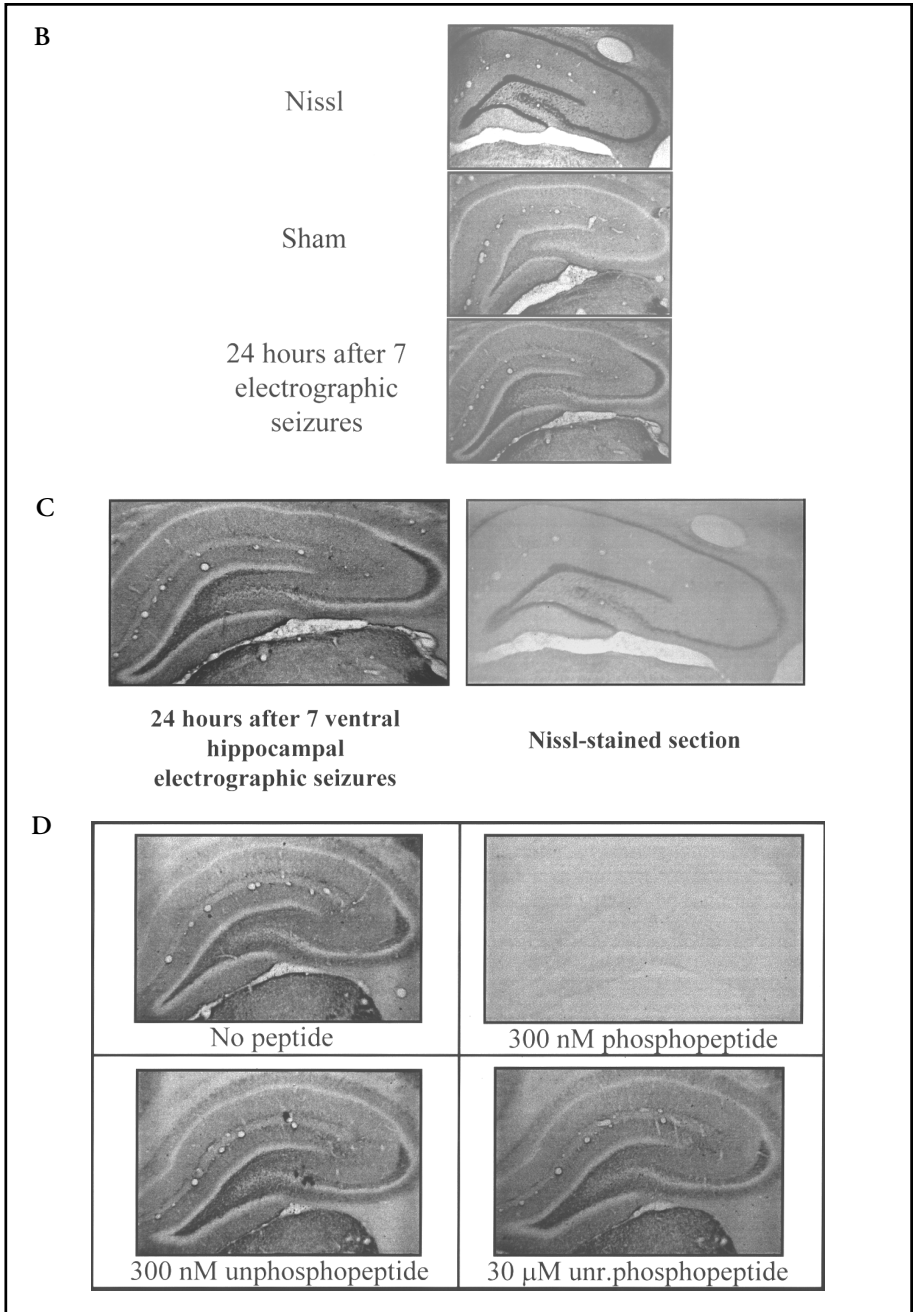 B
Nissl
Sham
24 hours after 7
electrographic
seizures
C
24 hours after 7 ventral
hippocampal
electrographic seizures
Nissl-stained section
D
No peptide
300 nM phosphopeptide
300 nM unphosphopeptide
30 μM unr.phosphopeptide